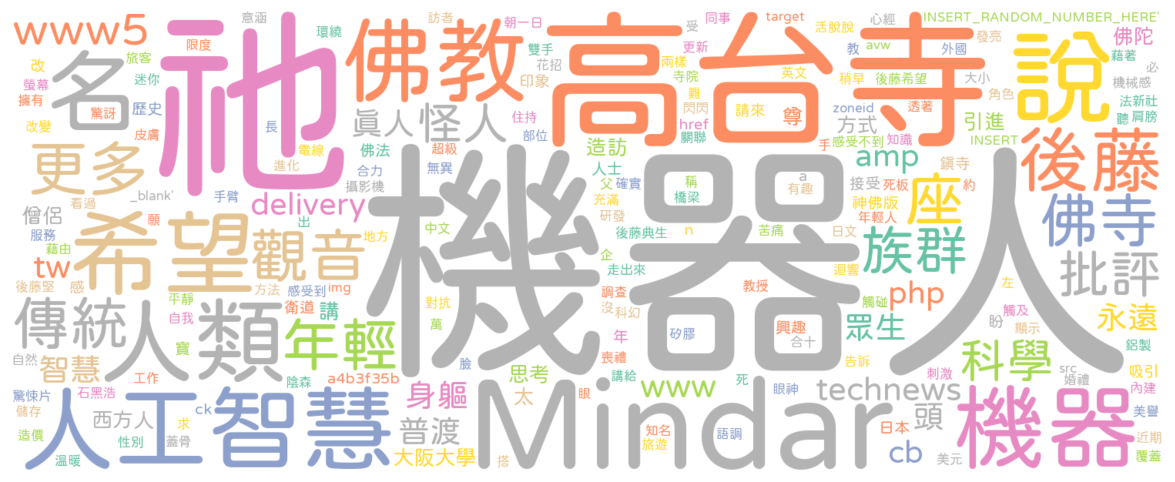 www5
名
祂
佛教
高台寺
說
機器人
Mindar
更多
希望
觀音
傳統
人類
人工智慧
年輕
後藤
佛寺
批評
族群
座
科學
機器
永遠
眾生
php
amp
www
technews
cb
頭
delivery
tw
真人
怪人
僧侶
智慧
西方人
普渡
大阪大學
身軀
思考
太
引進
造訪
佛陀
方式
講
衛道
a4b3f35b
INSERT_RANDOM_NUMBER_HERE'
INSERT
意涵
環繞
訪者
朝一日
受
同事
target
活脫脫
心經
發亮
藉著
限度
旅客
迷你
改
螢幕
擁有
驚訝
歷史
改變
皮膚
電線
長
進化
雙手
花招
印象
住持
部位
佛法
超級
無異
合力
攝影機
更新
兩樣
寺院
難
閃閃
href
關聯
英文
請來
尊
教
avw
外國
稍早
後藤希望
大小
角色
zoneid
透著
手
感受不到
知識
必
機械感
法新社
聽
肩膀
人士
父
確實
充滿
研發
稱
橋梁
a
有趣
接受
死板
約
鎮寺
神佛版
年輕人
後藤典生
n
苦痛
日文
企
走出來
迴響
_blank'
看過
手臂
願
出
服務
藉由
地方
中文
後藤堅
感
方法
感受到
img
平靜
自我
對抗
萬
寶
調查
沒
科幻
教授
觸碰
左
盼
觸及
顯示
年
矽膠
興趣
合十
鋁製
自然
工作
臉
喪禮
講給
死
告訴
刺激
src
婚禮
吸引
內建
驚悚片
石黑浩
陰森
眼
眼神
儲存
ck
求
造價
性別
蓋骨
溫暖
搭
知名
旅遊
語調
日本
美元
近期
美譽
覆蓋